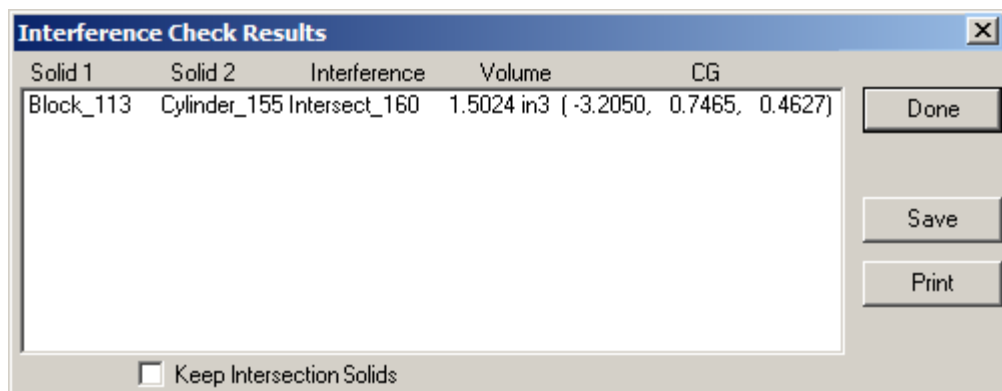 Interference Check Results
Solid 1 Solid 2 Interference Volume CG
Block_113 Cylinder_155 Intersect_160 1.5024 in3 ( -3.2050, 0.7465, 0.4627)
Done
Save
Print
Keep Intersection Solids